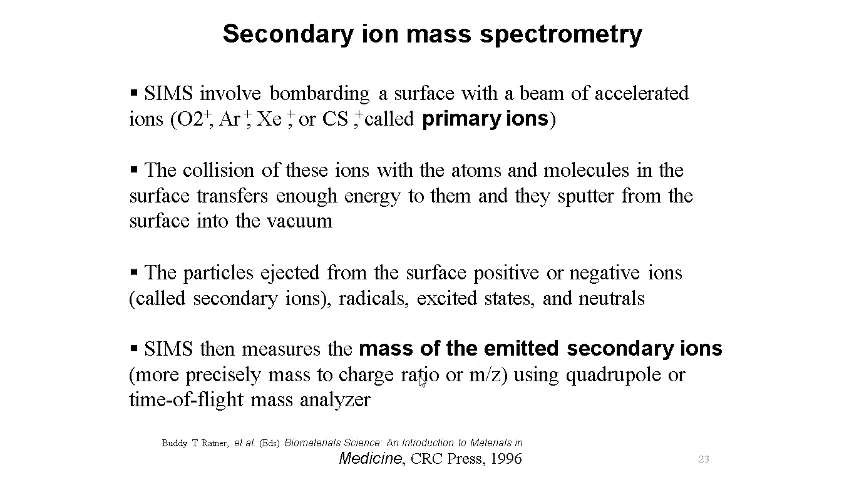 Secondary ion mass spectrometry
▪ SIMS involve bombarding a surface with a beam of accelerated
ions (O2+, Ar+, Xe+, or CS+, called primary ions)
▪ The collision of these ions with the atoms and molecules in the
surface transfers enough energy to them and they sputter from the
surface into the vacuum
▪ The particles ejected from the surface positive or negative ions
(called secondary ions), radicals, excited states, and neutrals
▪ SIMS then measures the mass of the emitted secondary ions
(more precisely mass to charge ratio or m/z) using quadrupole or
time-of-flight mass analyzer
Buddy T Ratner, et al. (Eds) Biomaterials Science: An Introduction to Materials in
Medicine, CRC Press, 1996
23